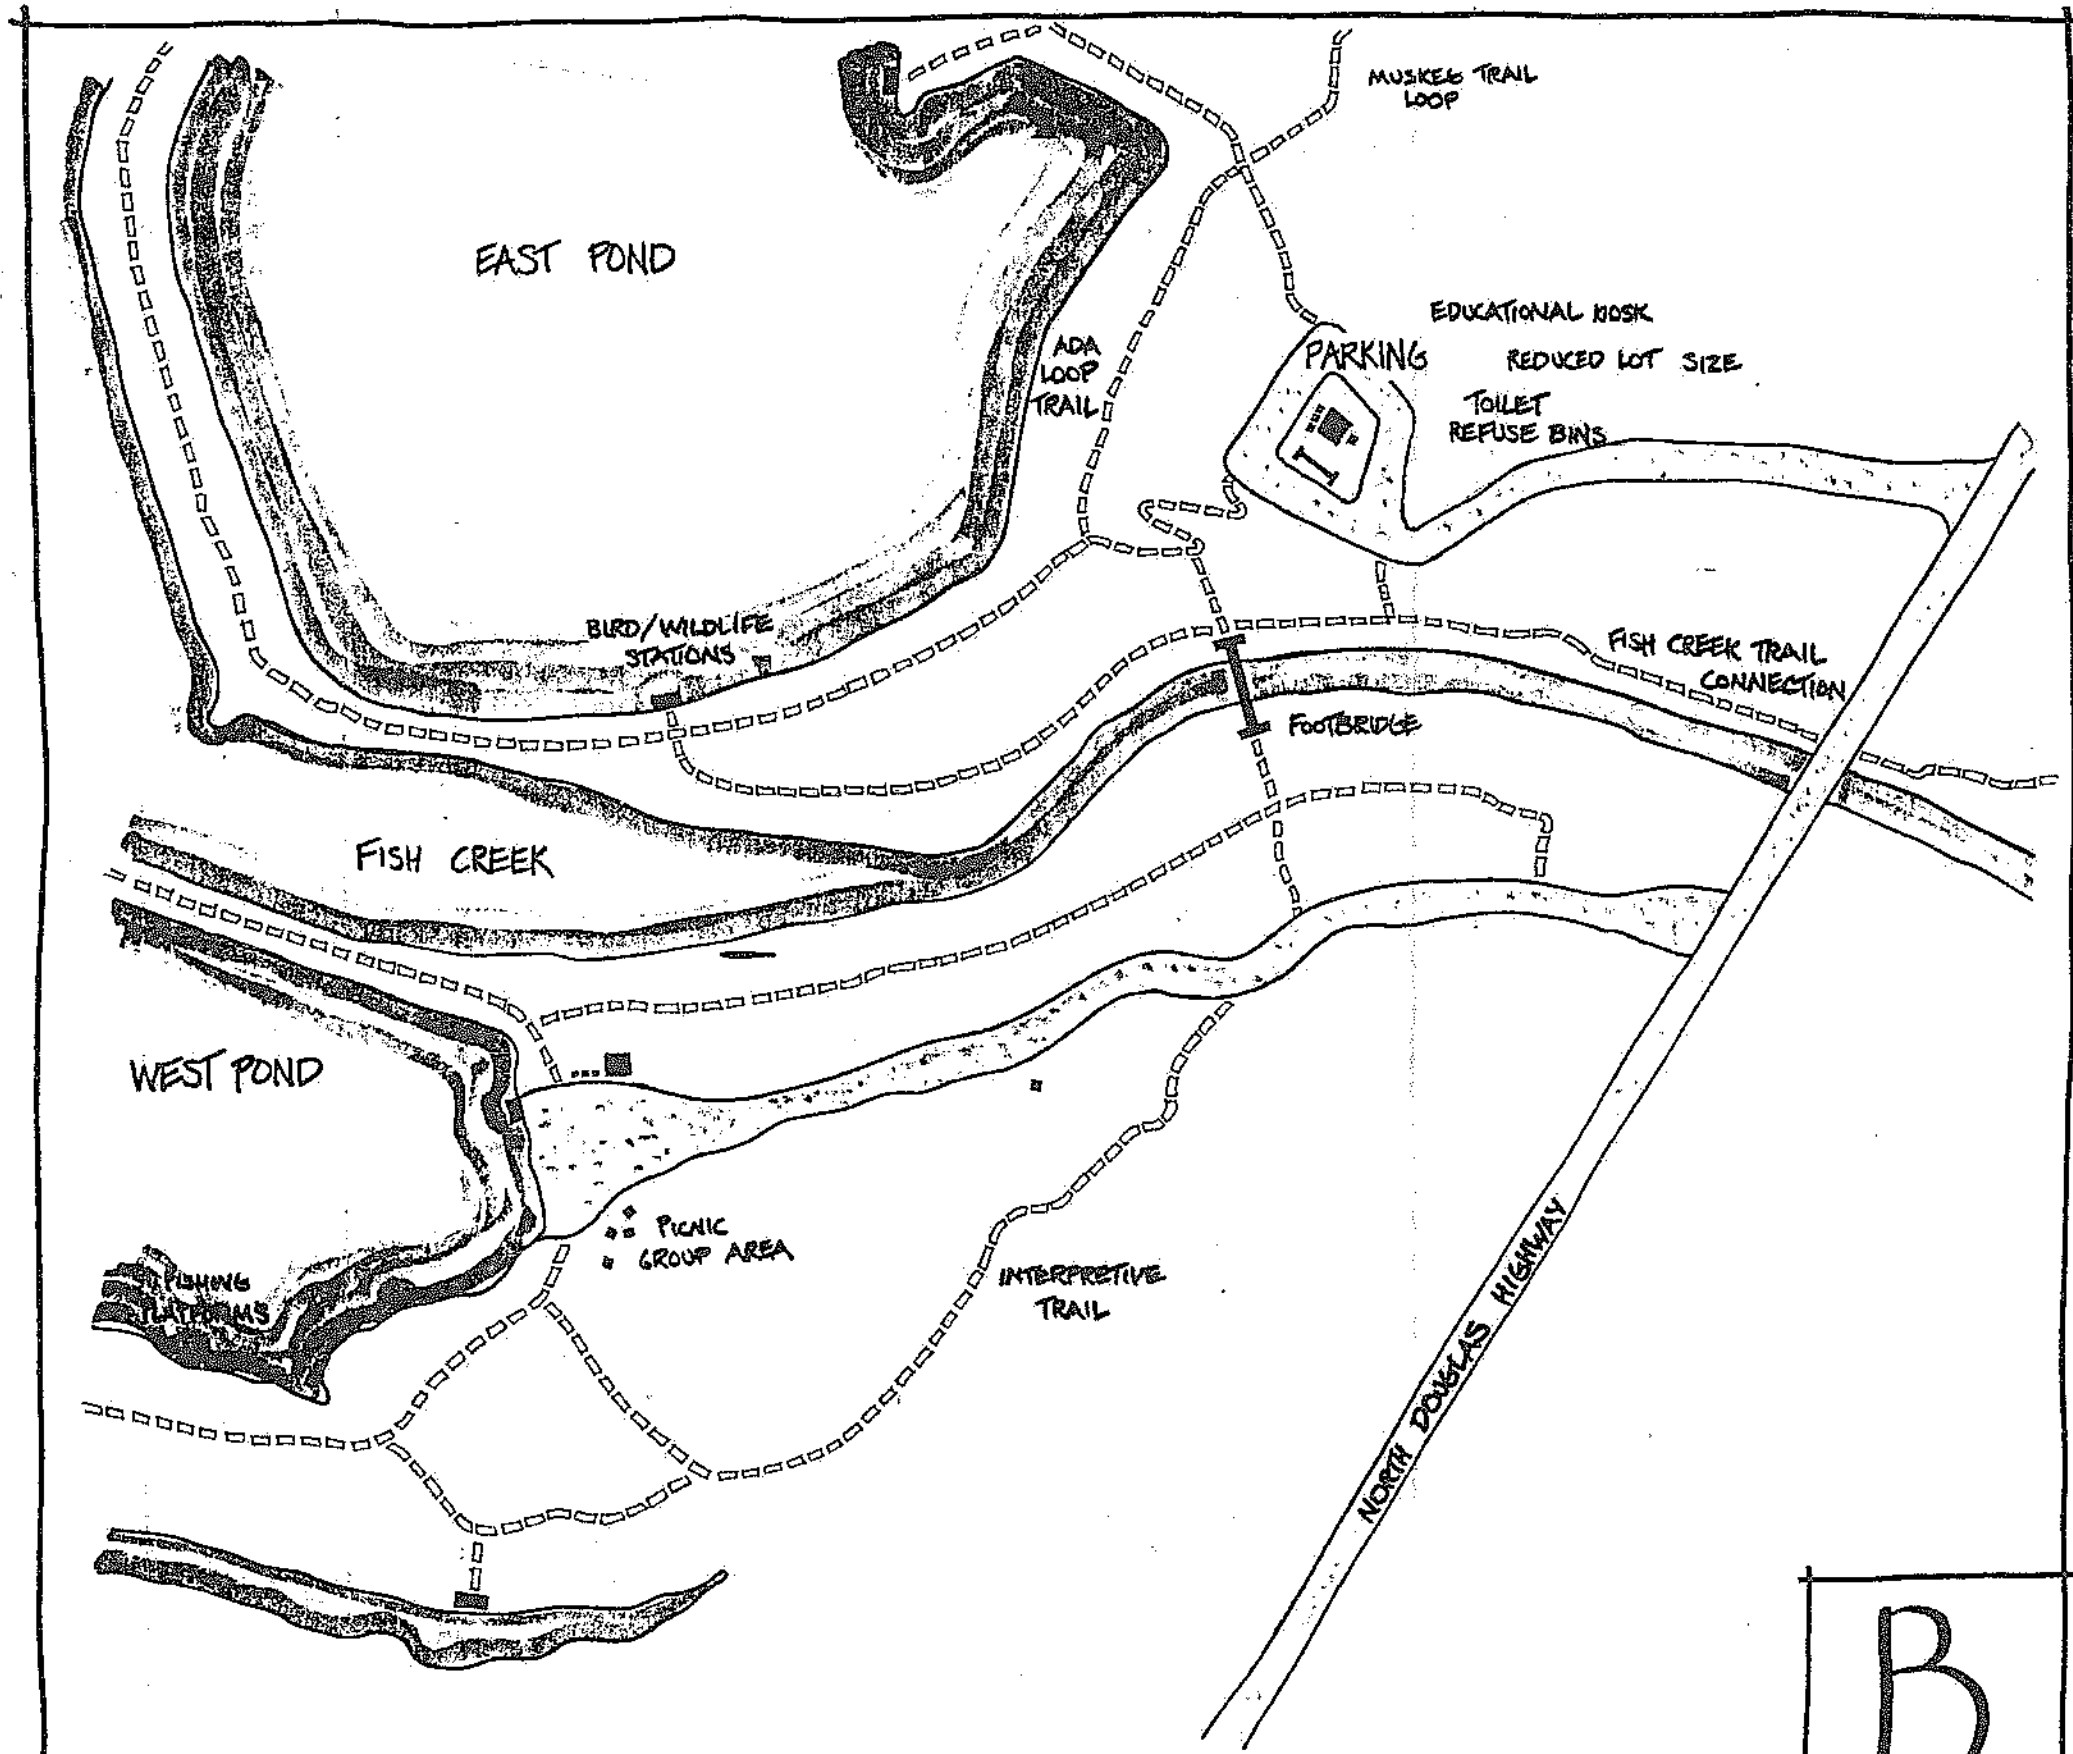 MUSKEG TRAIL
LOOP
EAST POND
EDUCATIONAL KIOSK
ADA
LOOP
TRAIL
PARKING
REDUCED LOT SIZE
TOILET
REFUSE BINS
BIRD/WILDLIFE
STATIONS
FISH CREEK TRAIL
CONNECTION
FOOTBRIDGE
FISH CREEK
WEST POND
PICNIC
GROUP AREA
FISHING
PLATFORMS
INTERPRETIVE
TRAIL
NORTH DOUGLAS HIGHWAY
B